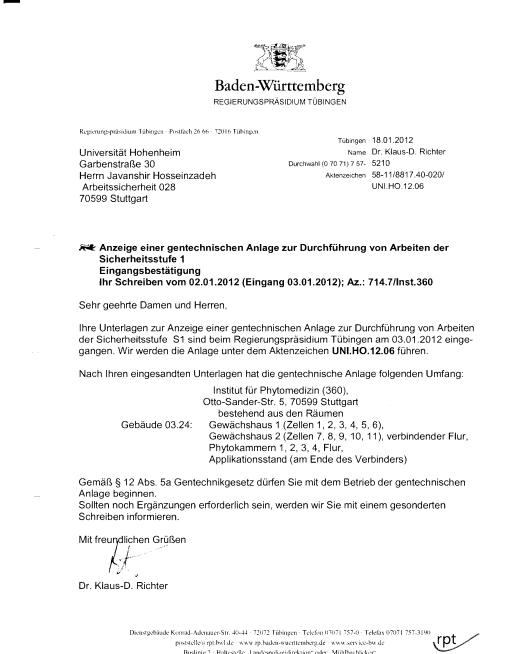 Baden-Württemberg
REGIERUNGSPRÄSIDIUM TÜBINGEN
Regierungspräsidium Tübingen · Postfach 26 66 · 72016 Tübingen
Universität Hohenheim
Garbenstraße 30
Herrn Javanshir Hosseinzadeh
Arbeitssicherheit 028
70599 Stuttgart
Tübingen 18.01.2012
Name Dr. Klaus-D. Richter
Durchwahl (0 70 71) 7 57- 5210
Aktenzeichen 58-11/8817.40-020/
UNI.HO.12.06
Anzeige einer gentechnischen Anlage zur Durchführung von Arbeiten der
Sicherheitsstufe 1
Eingangsbestätigung
Ihr Schreiben vom 02.01.2012 (Eingang 03.01.2012); Az.: 714.7/Inst.360
Sehr geehrte Damen und Herren,
Ihre Unterlagen zur Anzeige einer gentechnischen Anlage zur Durchführung von Arbeiten
der Sicherheitsstufe S1 sind beim Regierungspräsidium Tübingen am 03.01.2012 einge-
gangen. Wir werden die Anlage unter dem Aktenzeichen UNI.HO.12.06 führen.
Nach Ihren eingesandten Unterlagen hat die gentechnische Anlage folgenden Umfang:
Institut für Phytomedizin (360),
Otto-Sander-Str. 5, 70599 Stuttgart
bestehend aus den Räumen
Gebäude 03.24: Gewächshaus 1 (Zellen 1, 2, 3, 4, 5, 6),
Gewächshaus 2 (Zellen 7, 8, 9, 10, 11), verbindender Flur,
Phytokammern 1, 2, 3, 4, Flur,
Applikationsstand (am Ende des Verbinders)
Gemäß § 12 Abs. 5a Gentechnikgesetz dürfen Sie mit dem Betrieb der gentechnischen
Anlage beginnen.
Sollten noch Ergänzungen erforderlich sein, werden wir Sie mit einem gesonderten
Schreiben informieren.
Mit freundlichen Grüßen
Dr. Klaus-D. Richter
Dienstgebäude Konrad-Adenauer-Str. 40-44 · 72072 Tübingen · Telefon 07071 757-0 · Telefax 07071 757-3190
poststelle@rpt.bwl.de · www.rp.baden-wuerttemberg.de · www.service-bw.de
Buslinie 2 · Haltestelle "Landespolizeidirektion" oder "Mühlbachäcker"
rpt